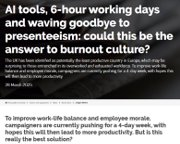 AI tools, 6-hour working days
and waving goodbye to
presenteeism: could this be the
answer to burnout culture?
The UK has been identified as potentially the poorest country in Europe, which may be
surprising to those entrenched in its overworked and exhausted workforce. To improve work-life
balance and employee morale, campaigners are currently pushing for a 4-day week, with hopes
this will then lead to more productivity.
To improve work-life balance and employee morale,
campaigners are currently pushing for a 4-day week, with
hopes this will then lead to more productivity. But is this
really the best solution?